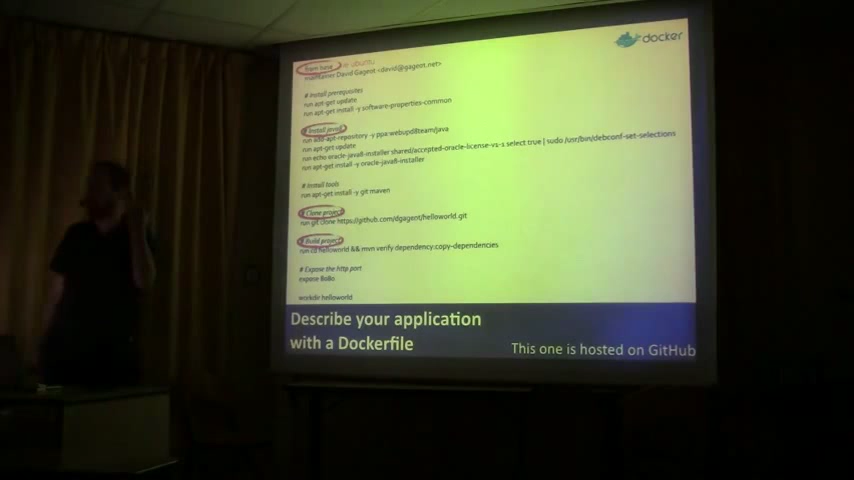 docker
from base ubuntu
maintainer David Gageot <david@gageot.net>
# Install prerequisites
run apt-get update
run apt-get install -y software-properties-common
# Install java8
run add-apt-repository -y ppa:webupd8team/java
run apt-get update
run echo oracle-java8-installer shared/accepted-oracle-license-v1-1 select true | sudo /usr/bin/debconf-set-selections
run apt-get install -y oracle-java8-installer
# Install tools
run apt-get install -y git maven
# Clone project
run git clone https://github.com/dgageot/helloworld.git
# Build project
run cd helloworld && mvn verify dependency:copy-dependencies
# Expose the http port
expose 8080
workdir helloworld
Describe your application
with a Dockerfile
This one is hosted on GitHub